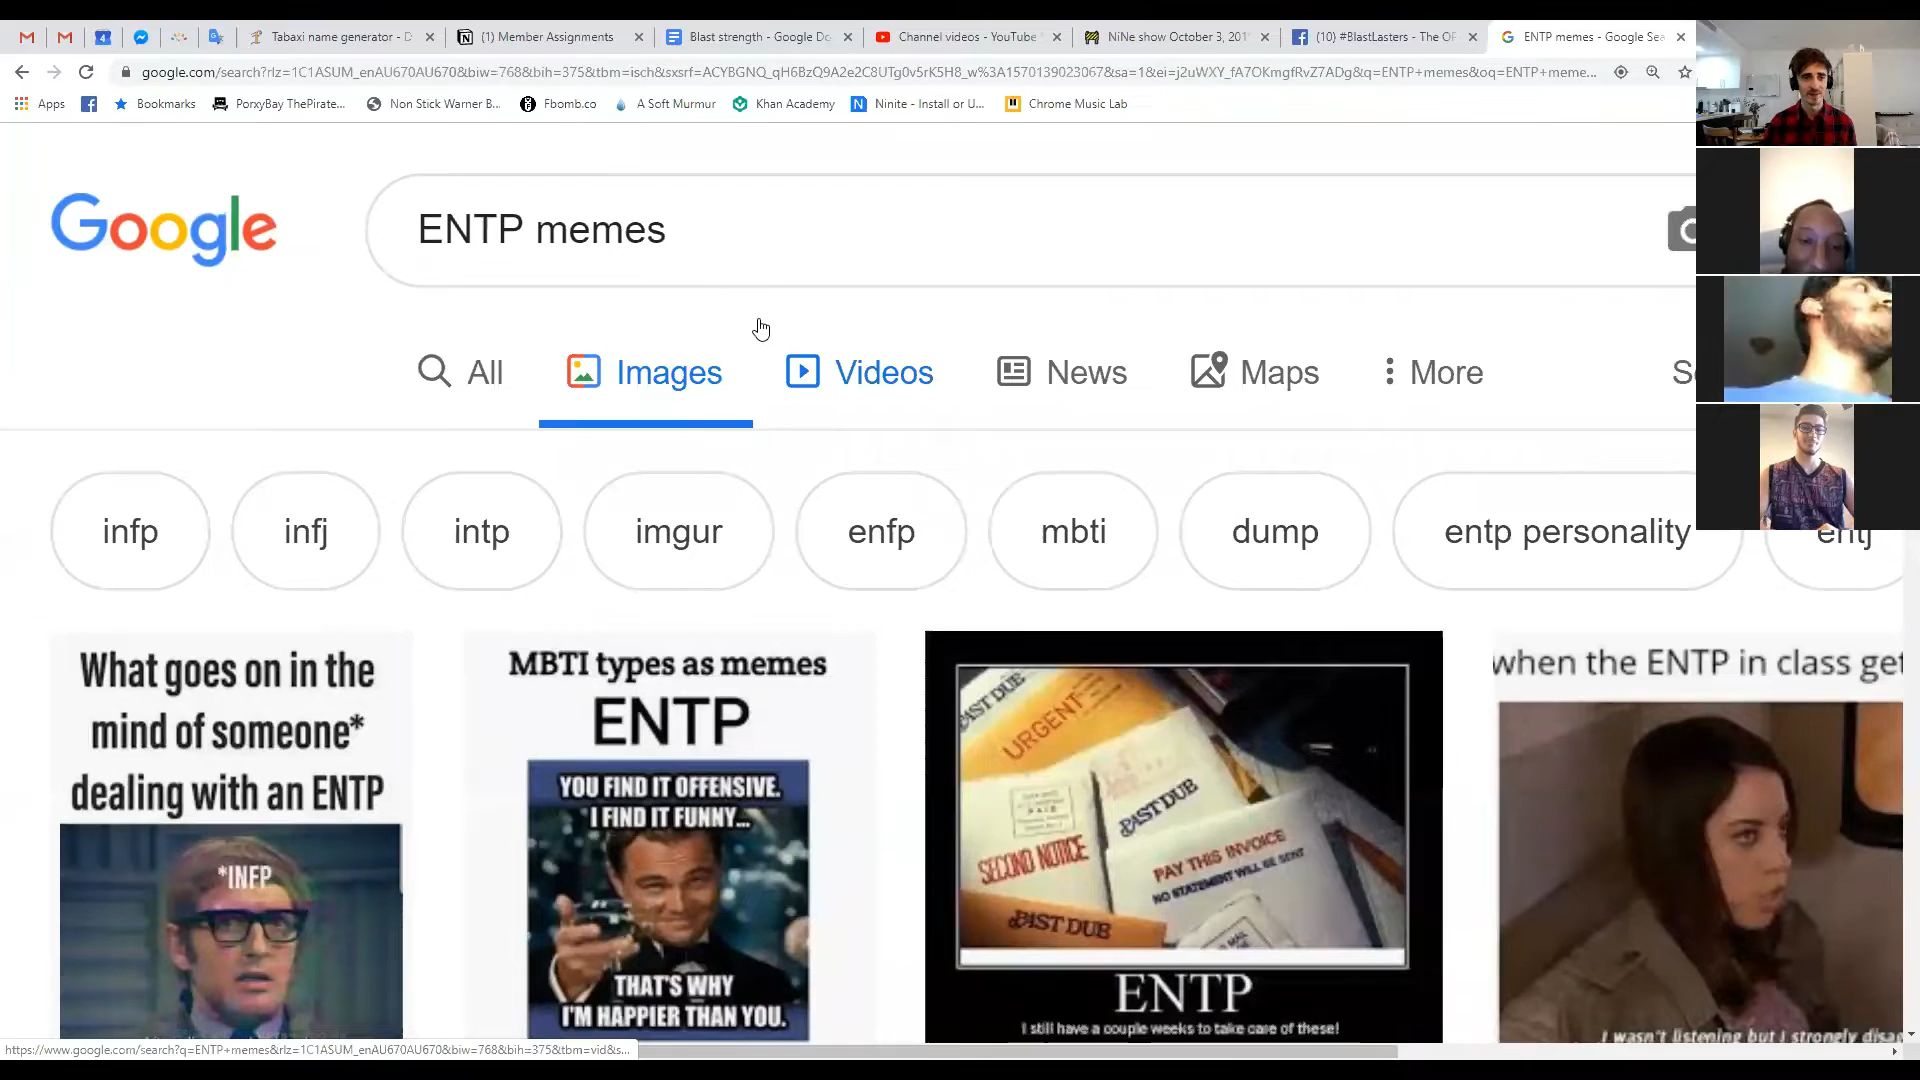 Tabaxi name generator - D
(1) Member Assignments
Blast strength - Google Do
Channel videos - YouTube
NiNe show October 3, 201
(10) #BlastLasters - The OF
ENTP memes - Google Sea
google.com/search?rlz=1C1ASUM_enAU670AU670&biw=768&bih=375&tbm=isch&sxsrf=ACYBGNQ_qH6BzQ9A2e2C8UTg0v5rK5H8_w%3A1570139023067&sa=1&ei=j2uWXY_fA7OKmgfRvZ7ADg&q=ENTP+memes&oq=ENTP+meme...
Apps
Bookmarks
PorxyBay ThePirate...
Non Stick Warner B...
Fbomb.co
A Soft Murmur
Khan Academy
Ninite - Install or U...
Chrome Music Lab
Google
ENTP memes
All
Images
Videos
News
Maps
More
infp
infj
intp
imgur
enfp
mbti
dump
entp personality
entj
What goes on in the
mind of someone*
dealing with an ENTP
*INFP
MBTI types as memes
ENTP
YOU FIND IT OFFENSIVE.
I FIND IT FUNNY...
THAT'S WHY
I'M HAPPIER THAN YOU.
PAST DUE
URGENT
PAST DUE
SECOND NOTICE
PAY THIS INVOICE
NO STATEMENT WILL BE SENT
PAST DUE
ENTP
I still have a couple weeks to take care of these!
when the ENTP in class get
I wasn't listening but I strongly disa
https://www.google.com/search?q=ENTP+memes&rlz=1C1ASUM_enAU670AU670&biw=768&bih=375&tbm=vid&s...